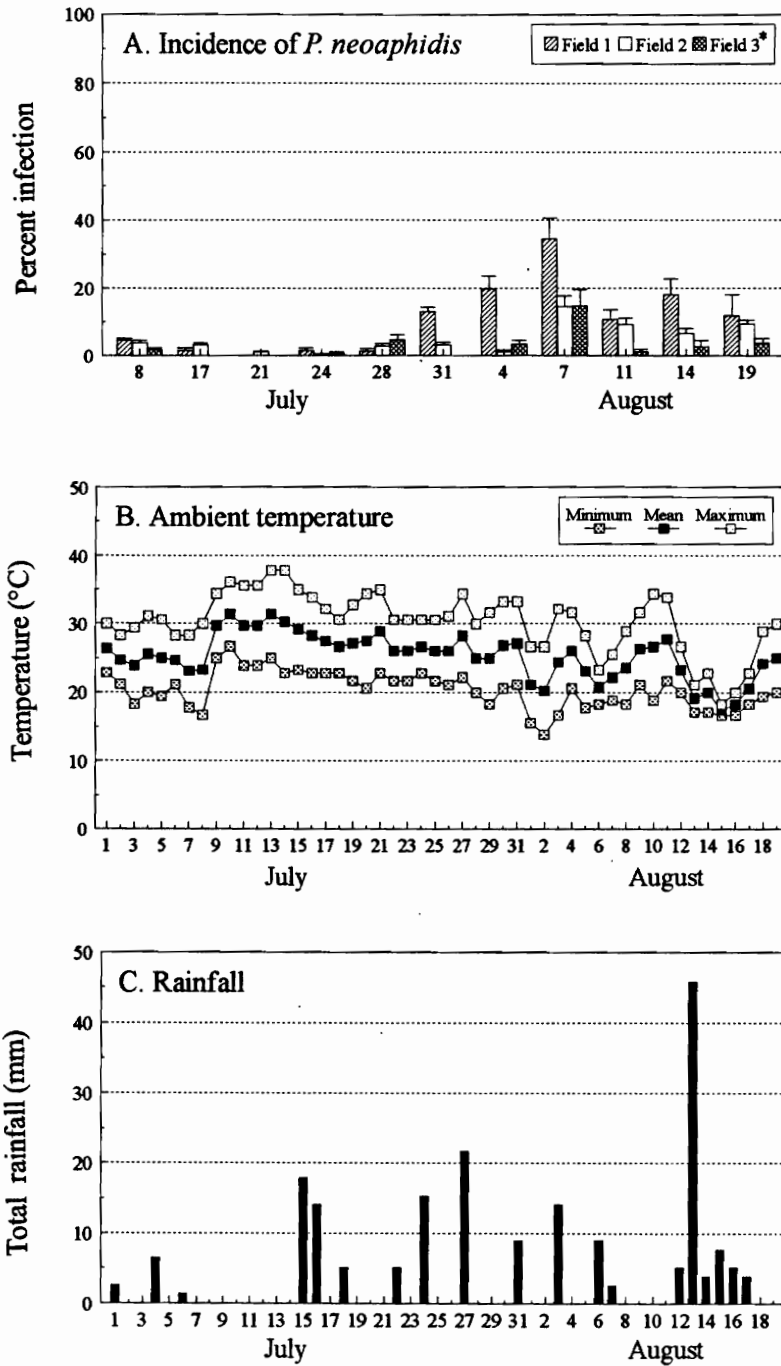 A. Incidence of P. neoaphidis
Field 1 Field 2 Field 3*
Percent infection
100
80
60
40
20
0
8 17 21 24 28 31 4 7 11 14 19
July August
B. Ambient temperature
Minimum Mean Maximum
Temperature (°C)
50
40
30
20
10
0
1 3 5 7 9 11 13 15 17 19 21 23 25 27 29 31 2 4 6 8 10 12 14 16 18
July August
C. Rainfall
Total rainfall (mm)
50
40
30
20
10
0
1 3 5 7 9 11 13 15 17 19 21 23 25 27 29 31 2 4 6 8 10 12 14 16 18
July August